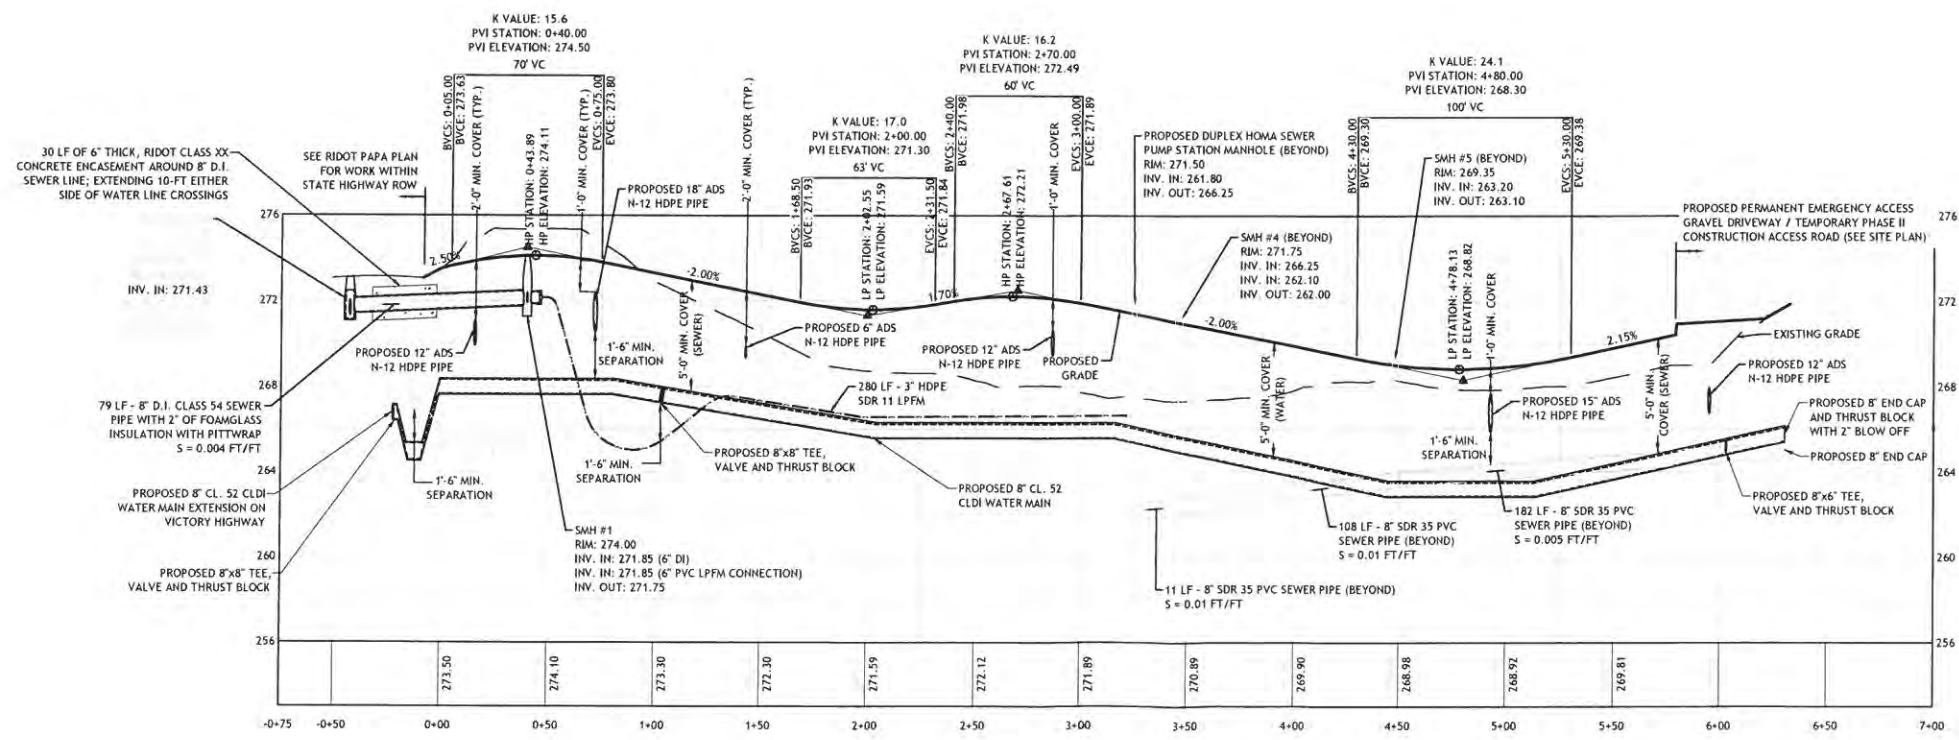 K VALUE: 15.6
PVI STATION: 0+40.00
PVI ELEVATION: 274.50
70' VC
BVCS: 0+05.00
BVCE: 273.63
2'-0" MIN. COVER (TYP.)
HP STATION: 0+43.89
HP ELEVATION: 274.11
1'-0" MIN. COVER (TYP.)
EVCS: 0+75.00
EVCE: 273.80
2'-0" MIN. COVER (TYP.)
K VALUE: 17.0
PVI STATION: 2+00.00
PVI ELEVATION: 271.30
63' VC
BVCS: 1+68.50
BVCE: 271.93
LP STATION: 2+02.55
LP ELEVATION: 271.59
EVCS: 2+31.50
EVCE: 271.84
K VALUE: 16.2
PVI STATION: 2+70.00
PVI ELEVATION: 272.49
60' VC
BVCS: 2+40.00
BVCE: 271.98
HP STATION: 2+67.61
HP ELEVATION: 272.21
1'-0" MIN. COVER
EVCS: 3+00.00
EVCE: 271.89
K VALUE: 24.1
PVI STATION: 4+80.00
PVI ELEVATION: 268.30
100' VC
BVCS: 4+30.00
BVCE: 269.30
LP STATION: 4+78.13
LP ELEVATION: 268.82
1'-0" MIN. COVER
EVCS: 5+30.00
EVCE: 269.38
30 LF OF 6" THICK, RIDOT CLASS XX
CONCRETE ENCASEMENT AROUND 8" D.I.
SEWER LINE; EXTENDING 10-FT EITHER
SIDE OF WATER LINE CROSSINGS
SEE RIDOT PAPA PLAN
FOR WORK WITHIN
STATE HIGHWAY ROW
PROPOSED 18" ADS
N-12 HDPE PIPE
PROPOSED DUPLEX HOMA SEWER
PUMP STATION MANHOLE (BEYOND)
RIM: 271.50
INV. IN: 261.80
INV. OUT: 266.25
SMH #5 (BEYOND)
RIM: 269.35
INV. IN: 263.20
INV. OUT: 263.10
SMH #4 (BEYOND)
RIM: 271.75
INV. IN: 266.25
INV. IN: 262.10
INV. OUT: 262.00
PROPOSED PERMANENT EMERGENCY ACCESS
GRAVEL DRIVEWAY / TEMPORARY PHASE II
CONSTRUCTION ACCESS ROAD (SEE SITE PLAN)
276
276
INV. IN: 271.43
2.50%
-2.00%
70%
-2.00%
2.15%
272
272
PROPOSED 12" ADS
N-12 HDPE PIPE
1'-6" MIN.
SEPARATION
5'-0" MIN. COVER
(SEWER)
PROPOSED 6" ADS
N-12 HDPE PIPE
PROPOSED 12" ADS
N-12 HDPE PIPE
PROPOSED
GRADE
EXISTING GRADE
PROPOSED 12" ADS
N-12 HDPE PIPE
268
268
280 LF - 3" HDPE
SDR 11 LPFM
5'-0" MIN. COVER
(WATER)
PROPOSED 15" ADS
N-12 HDPE PIPE
5'-0" MIN.
COVER (SEWER)
PROPOSED 8" END CAP
AND THRUST BLOCK
WITH 2" BLOW OFF
79 LF - 8" D.I. CLASS 54 SEWER
PIPE WITH 2" OF FOAMGLASS
INSULATION WITH PITTWRAP
S = 0.004 FT/FT
1'-6" MIN.
SEPARATION
PROPOSED 8" END CAP
264
264
1'-6" MIN.
SEPARATION
1'-6" MIN.
SEPARATION
PROPOSED 8"x8" TEE,
VALVE AND THRUST BLOCK
PROPOSED 8" CL. 52 CLDI
WATER MAIN EXTENSION ON
VICTORY HIGHWAY
PROPOSED 8" CL. 52
CLDI WATER MAIN
PROPOSED 8"x6" TEE,
VALVE AND THRUST BLOCK
182 LF - 8" SDR 35 PVC
SEWER PIPE (BEYOND)
S = 0.005 FT/FT
108 LF - 8" SDR 35 PVC
SEWER PIPE (BEYOND)
S = 0.01 FT/FT
SMH #1
RIM: 274.00
INV. IN: 271.85 (6" DI)
INV. IN: 271.85 (6" PVC LPFM CONNECTION)
INV. OUT: 271.75
260
260
PROPOSED 8"x8" TEE,
VALVE AND THRUST BLOCK
11 LF - 8" SDR 35 PVC SEWER PIPE (BEYOND)
S = 0.01 FT/FT
256
256
273.50
274.10
273.30
272.30
271.59
272.12
271.89
270.89
269.90
268.98
268.92
269.81
-0+75
-0+50
0+00
0+50
1+00
1+50
2+00
2+50
3+00
3+50
4+00
4+50
5+00
5+50
6+00
6+50
7+00